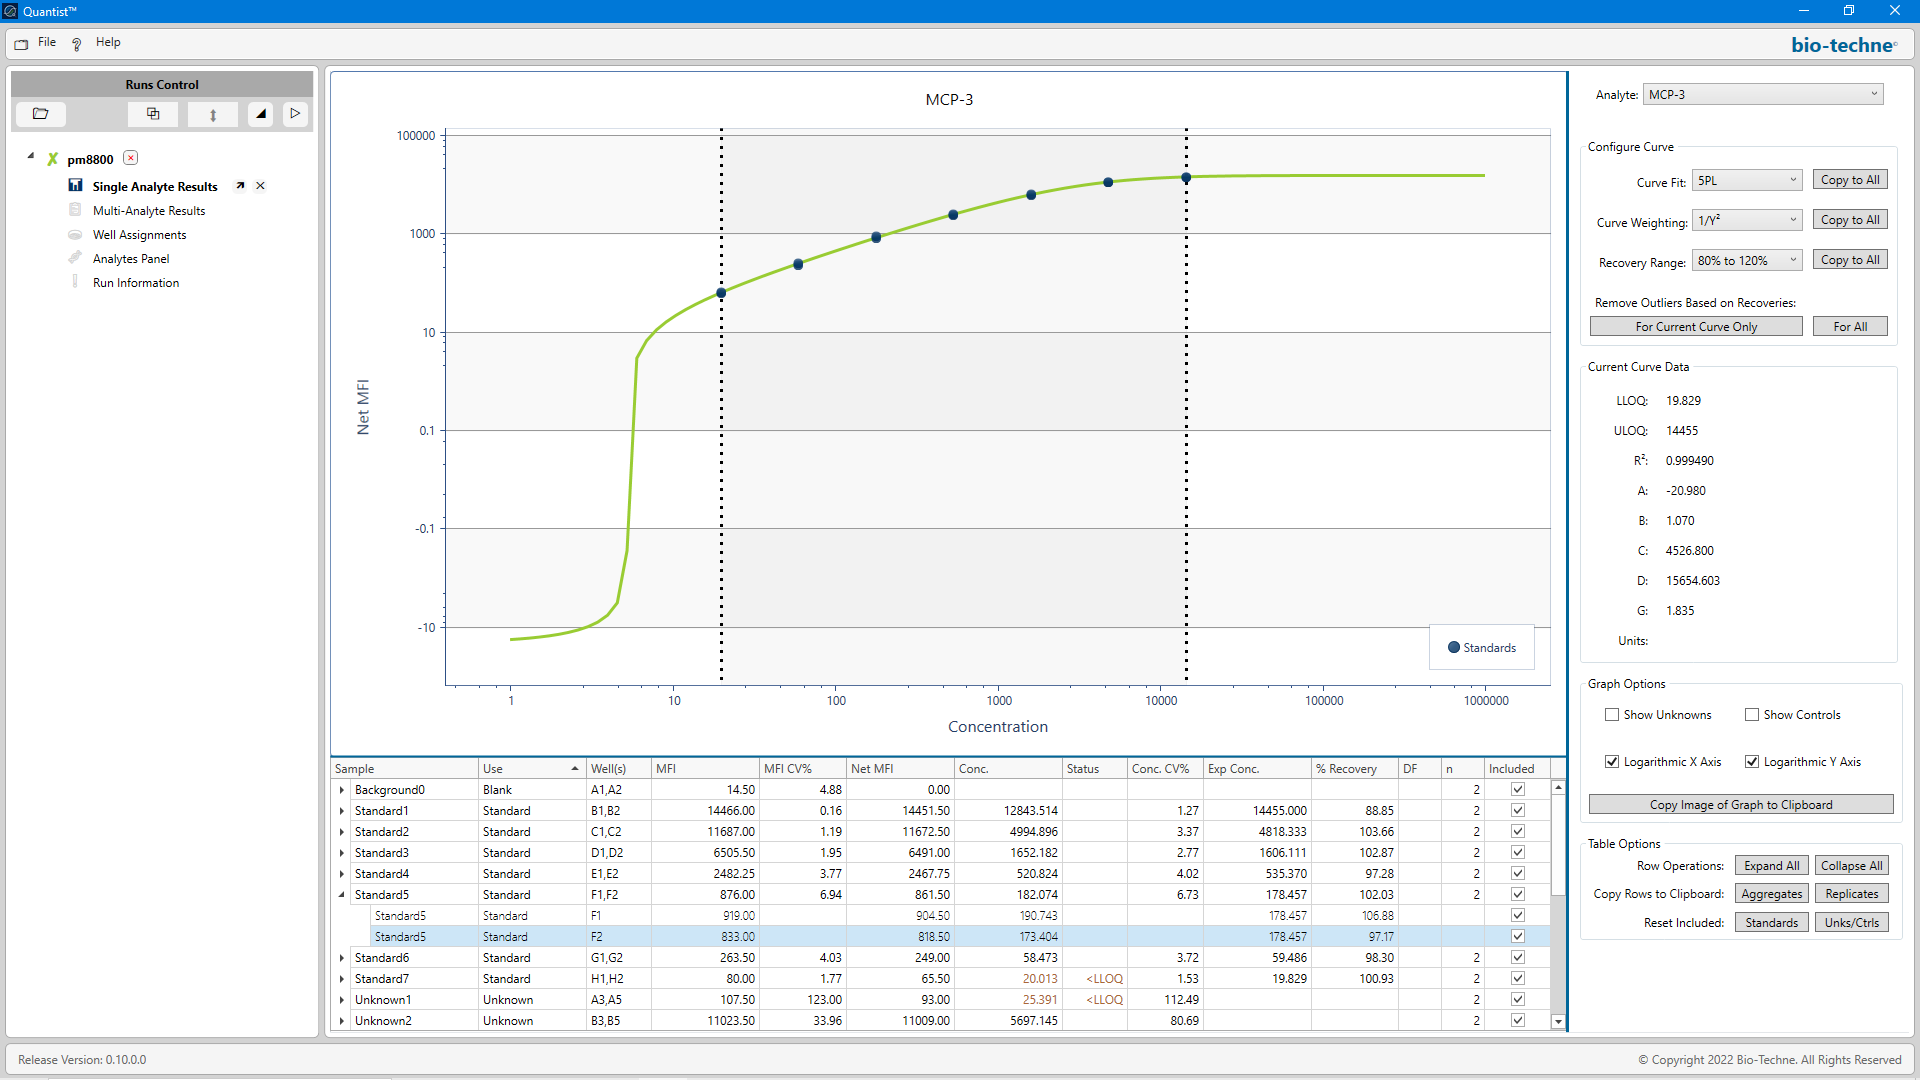 Quantist™
File Help
bio-techne
Runs Control
pm8800
Single Analyte Results
Multi-Analyte Results
Well Assignments
Analytes Panel
Run Information
MCP-3
100000
1000
10
0.1
-0.1
-10
Net MFI
Standards
1 10 100 1000 10000 100000 1000000
Concentration
Sample Use Well(s) MFI MFI CV% Net MFI Conc. Status Conc. CV% Exp Conc. % Recovery DF n Included
Background0 Blank A1,A2 14.50 4.88 0.00 2
Standard1 Standard B1,B2 14466.00 0.16 14451.50 12843.514 1.27 14455.000 88.85 2
Standard2 Standard C1,C2 11687.00 1.19 11672.50 4994.896 3.37 4818.333 103.66 2
Standard3 Standard D1,D2 6505.50 1.95 6491.00 1652.182 2.77 1606.111 102.87 2
Standard4 Standard E1,E2 2482.25 3.77 2467.75 520.824 4.02 535.370 97.28 2
Standard5 Standard F1,F2 876.00 6.94 861.50 182.074 6.73 178.457 102.03 2
Standard5 Standard F1 919.00 904.50 190.743 178.457 106.88
Standard5 Standard F2 833.00 818.50 173.404 178.457 97.17
Standard6 Standard G1,G2 263.50 4.03 249.00 58.473 3.72 59.486 98.30 2
Standard7 Standard H1,H2 80.00 1.77 65.50 20.013 <LLOQ 1.53 19.829 100.93 2
Unknown1 Unknown A3,A5 107.50 123.00 93.00 25.391 <LLOQ 112.49 2
Unknown2 Unknown B3,B5 11023.50 33.96 11009.00 5697.145 80.69 2
Analyte: MCP-3
Configure Curve
Curve Fit: 5PL Copy to All
Curve Weighting: 1/Y² Copy to All
Recovery Range: 80% to 120% Copy to All
Remove Outliers Based on Recoveries:
For Current Curve Only For All
Current Curve Data
LLOQ: 19.829
ULOQ: 14455
R²: 0.999490
A: -20.980
B: 1.070
C: 4526.800
D: 15654.603
G: 1.835
Units:
Graph Options
Show Unknowns Show Controls
Logarithmic X Axis Logarithmic Y Axis
Copy Image of Graph to Clipboard
Table Options
Row Operations: Expand All Collapse All
Copy Rows to Clipboard: Aggregates Replicates
Reset Included: Standards Unks/Ctrls
Release Version: 0.10.0.0
© Copyright 2022 Bio-Techne. All Rights Reserved